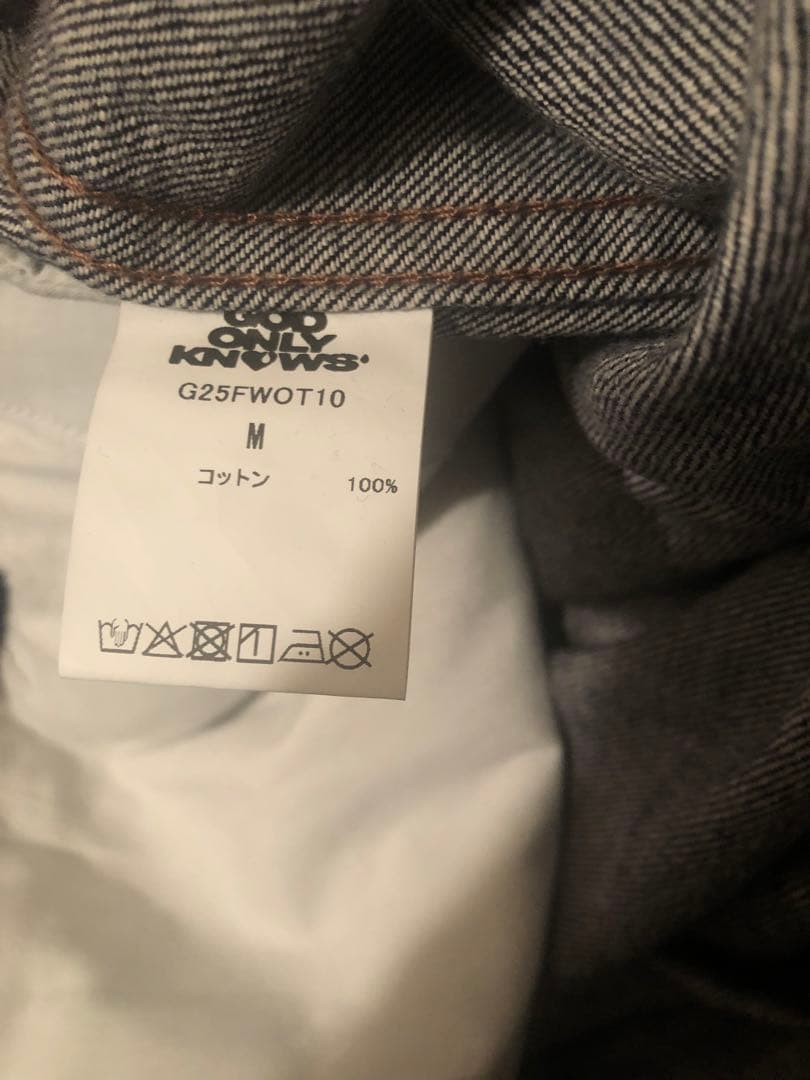 GOD
ONLY
KNOWS'
G25FWOT10
M
コットン 100%